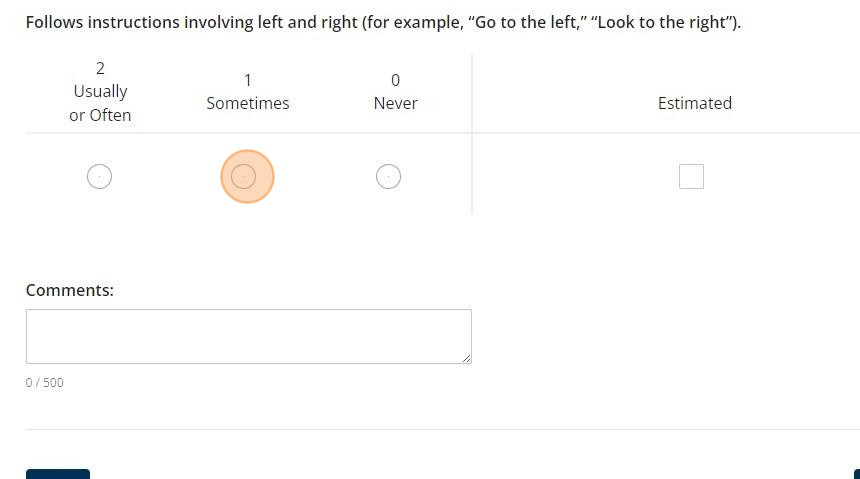 Follows instructions involving left and right (for example, “Go to the left,” “Look to the right”).
2
Usually
or Often
1
Sometimes
0
Never
Estimated
Comments:
0 / 500